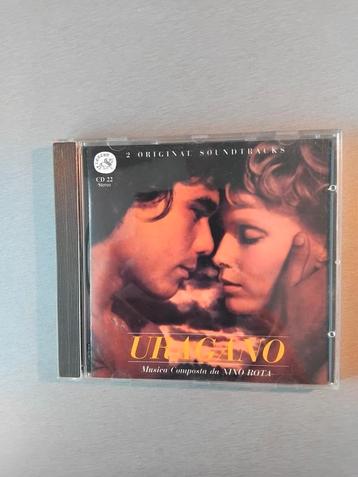 2 ORIGINAL SOUNDTRACKS
CD 22
Stereo
URAGANO
Musica Composta da NINO ROTA